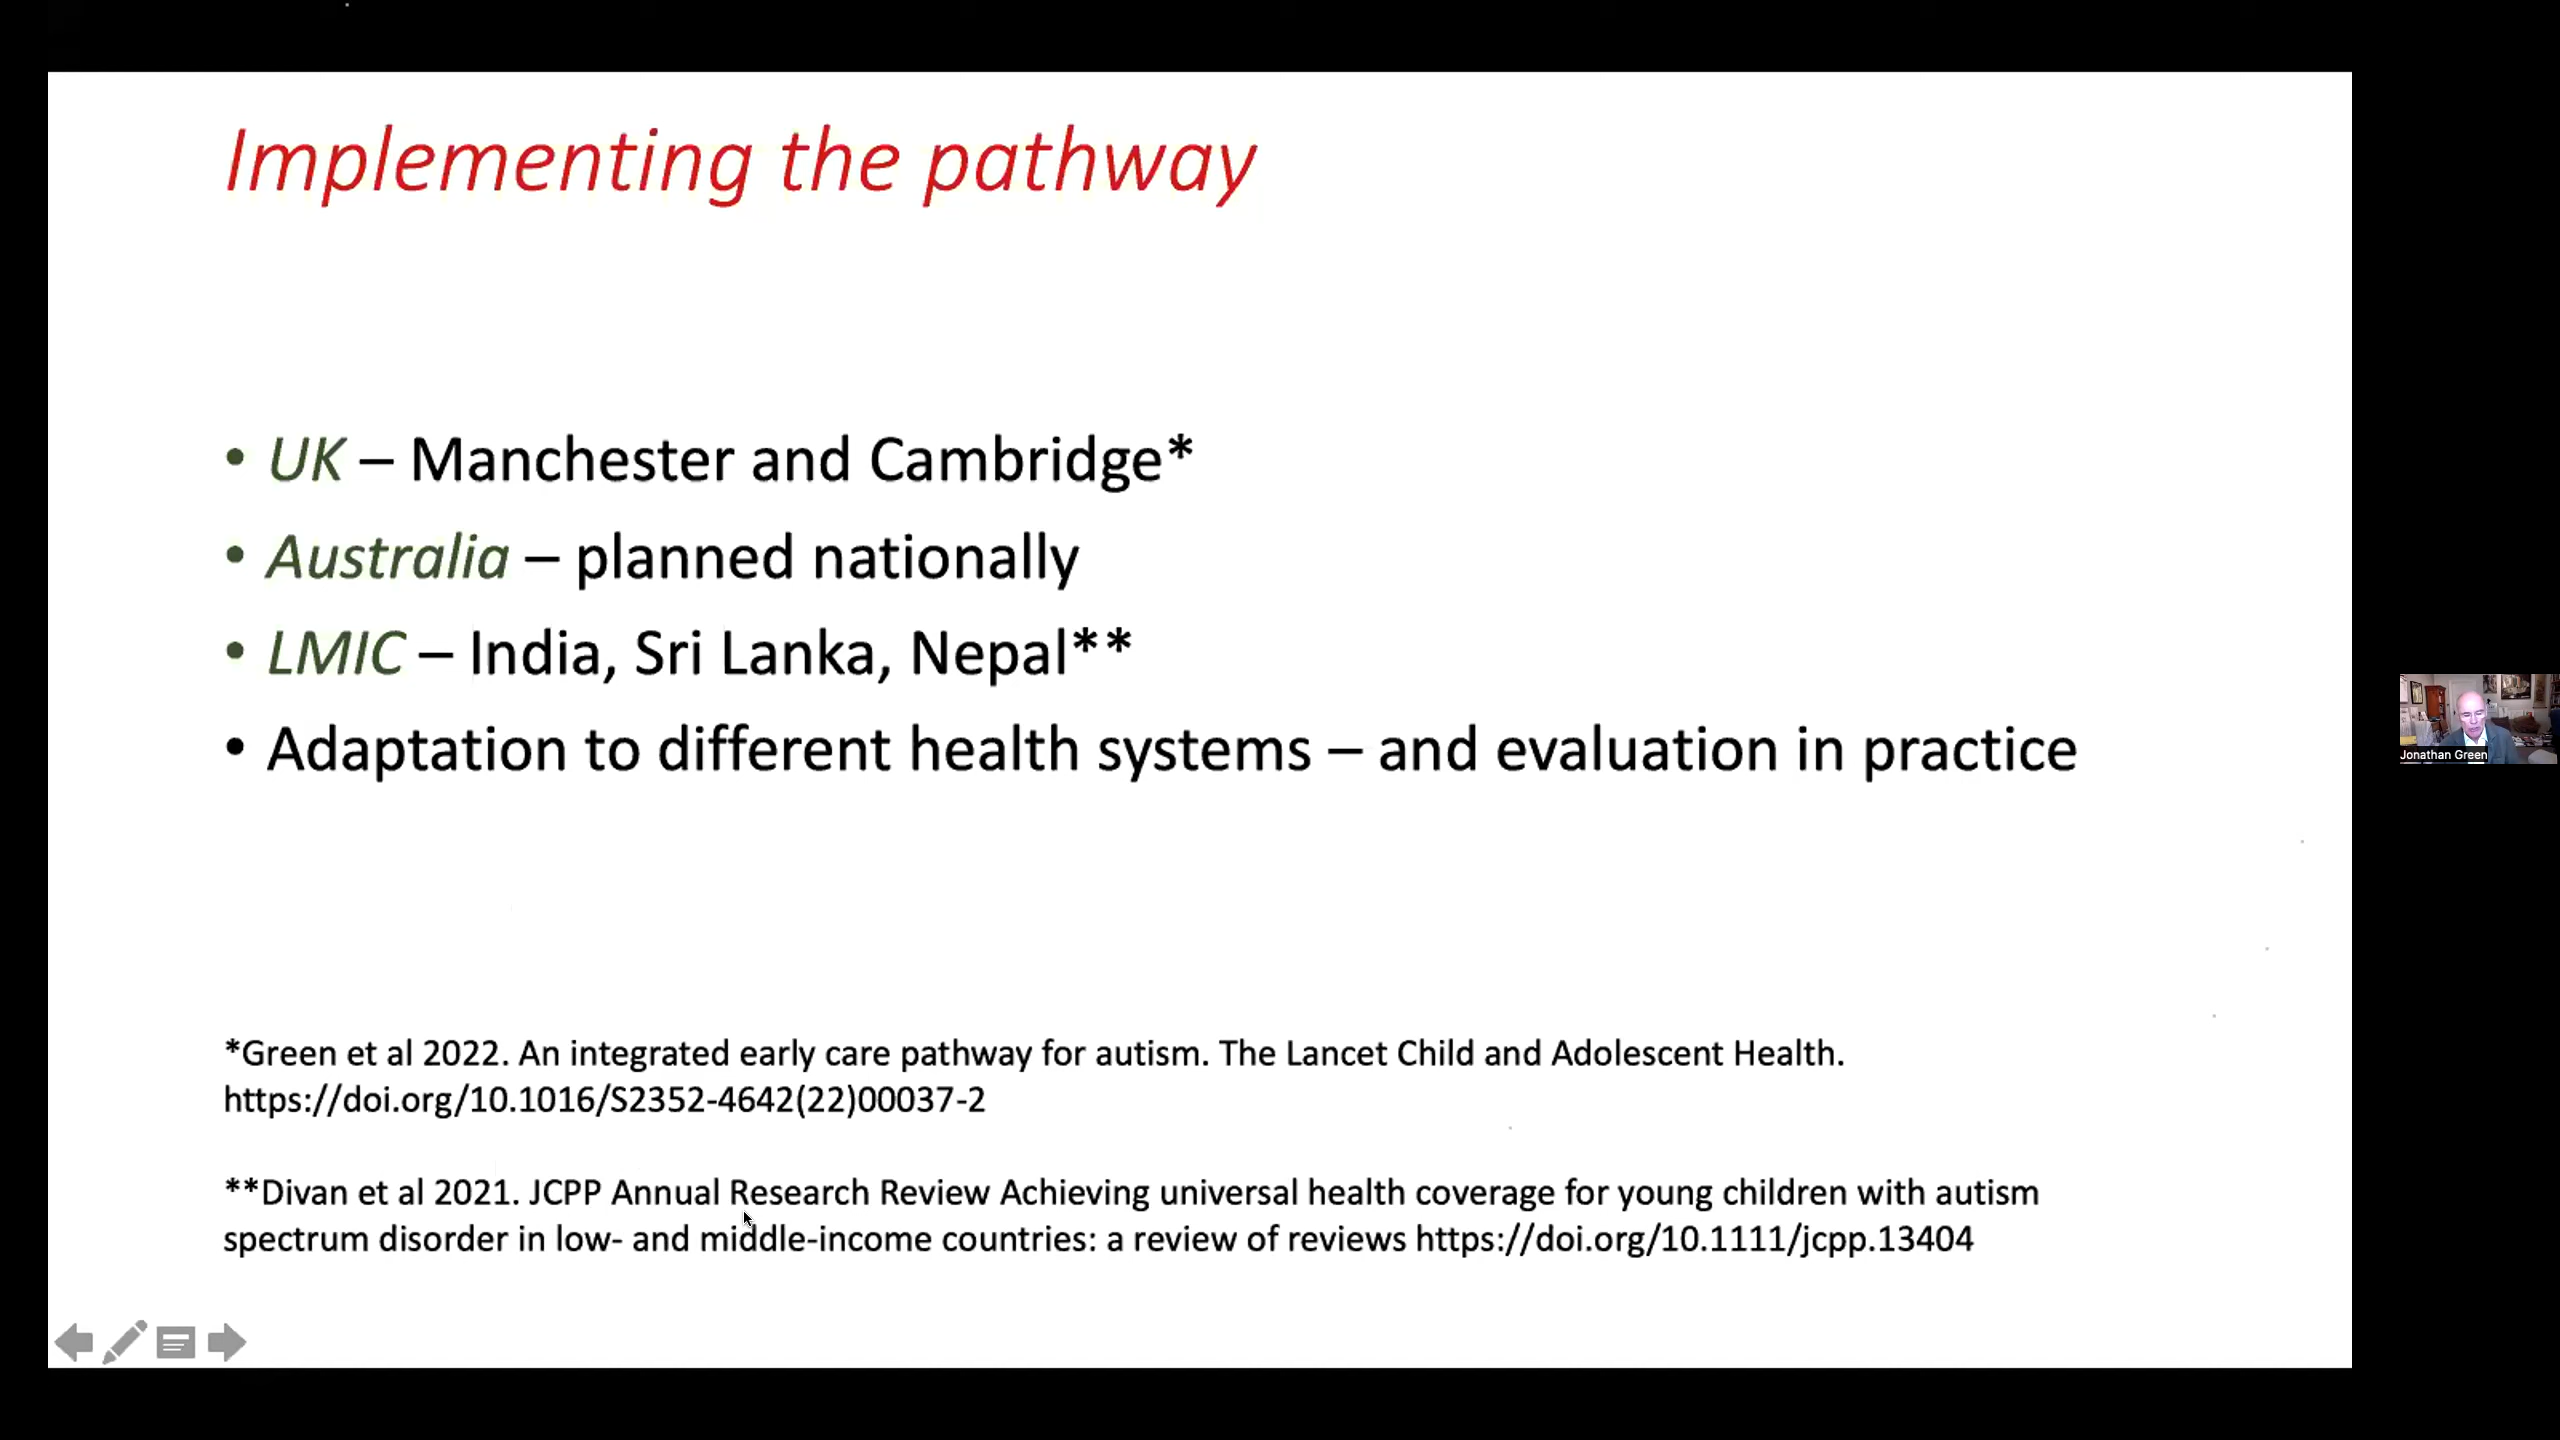 Implementing the pathway
• UK – Manchester and Cambridge*
• Australia – planned nationally
• LMIC – India, Sri Lanka, Nepal**
• Adaptation to different health systems – and evaluation in practice
Jonathan Green
*Green et al 2022. An integrated early care pathway for autism. The Lancet Child and Adolescent Health.
https://doi.org/10.1016/S2352-4642(22)00037-2
**Divan et al 2021. JCPP Annual Research Review Achieving universal health coverage for young children with autism
spectrum disorder in low- and middle-income countries: a review of reviews https://doi.org/10.1111/jcpp.13404